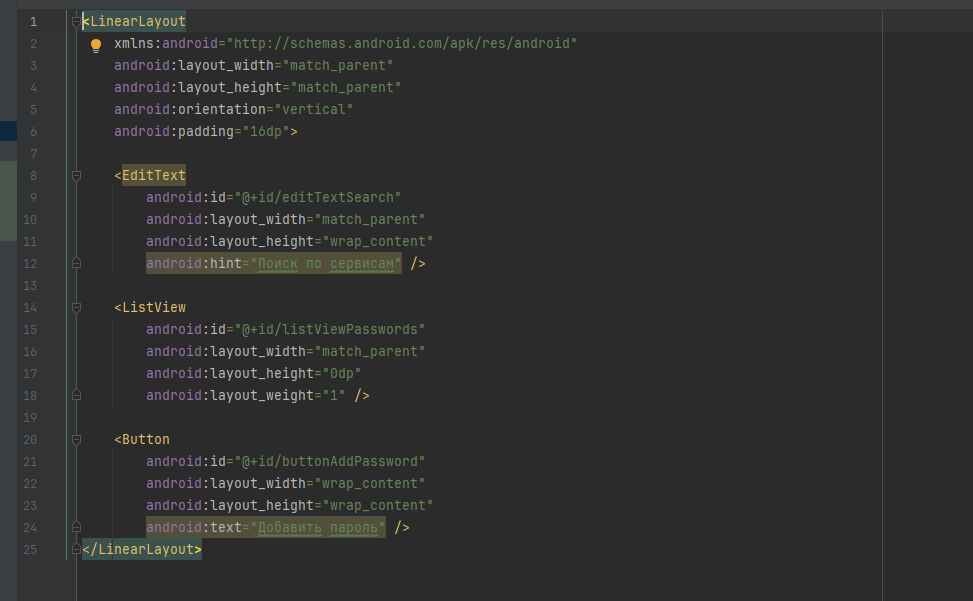 1 <LinearLayout
2 xmlns:android="http://schemas.android.com/apk/res/android"
3 android:layout_width="match_parent"
4 android:layout_height="match_parent"
5 android:orientation="vertical"
6 android:padding="16dp">
7
8 <EditText
9 android:id="@+id/editTextSearch"
10 android:layout_width="match_parent"
11 android:layout_height="wrap_content"
12 android:hint="Поиск по сервисам" />
13
14 <ListView
15 android:id="@+id/listViewPasswords"
16 android:layout_width="match_parent"
17 android:layout_height="0dp"
18 android:layout_weight="1" />
19
20 <Button
21 android:id="@+id/buttonAddPassword"
22 android:layout_width="wrap_content"
23 android:layout_height="wrap_content"
24 android:text="Добавить пароль" />
25 </LinearLayout>